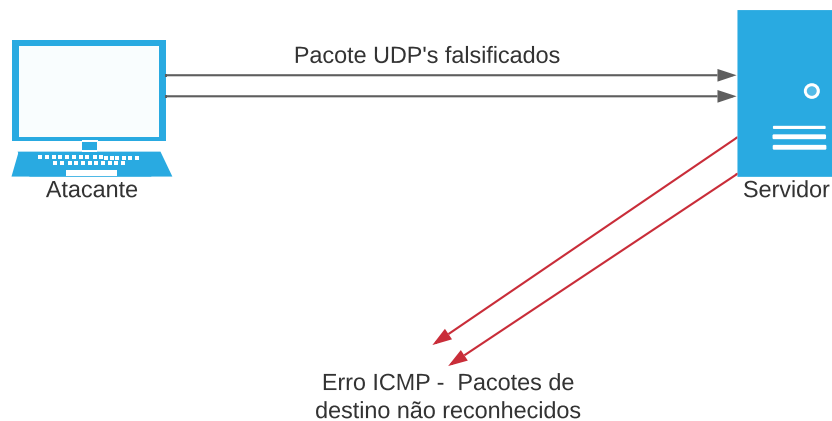 Pacote UDP's falsificados
Atacante
Servidor
Erro ICMP -  Pacotes de
destino não reconhecidos